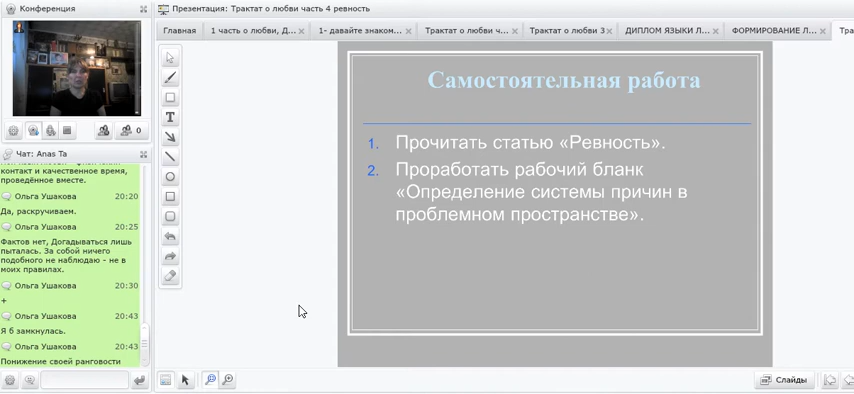 Конференция
0
Чат: Anas Ta
контакт и качественное время,
проведённое вместе.
Ольга Ушакова 20:20
Да, раскручиваем.
Ольга Ушакова 20:25
Фактов нет, Догадываться лишь
пыталась. За собой ничего
подобного не наблюдаю - не в
моих правилах.
Ольга Ушакова 20:30
+
Ольга Ушакова 20:43
Я б замкнулась.
Ольга Ушакова 20:43
Понижение своей ранговости
Презентация: Трактат о любви часть 4 ревность
Главная
1 часть о любви, Д...
1- давайте знаком...
Трактат о любви ч...
Трактат о любви 3
ДИПЛОМ ЯЗЫКИ Л...
ФОРМИРОВАНИЕ Л...
Тра
T
Самостоятельная работа
1. Прочитать статью «Ревность».
2. Проработать рабочий бланк
«Определение системы причин в
проблемном пространстве».
Слайды